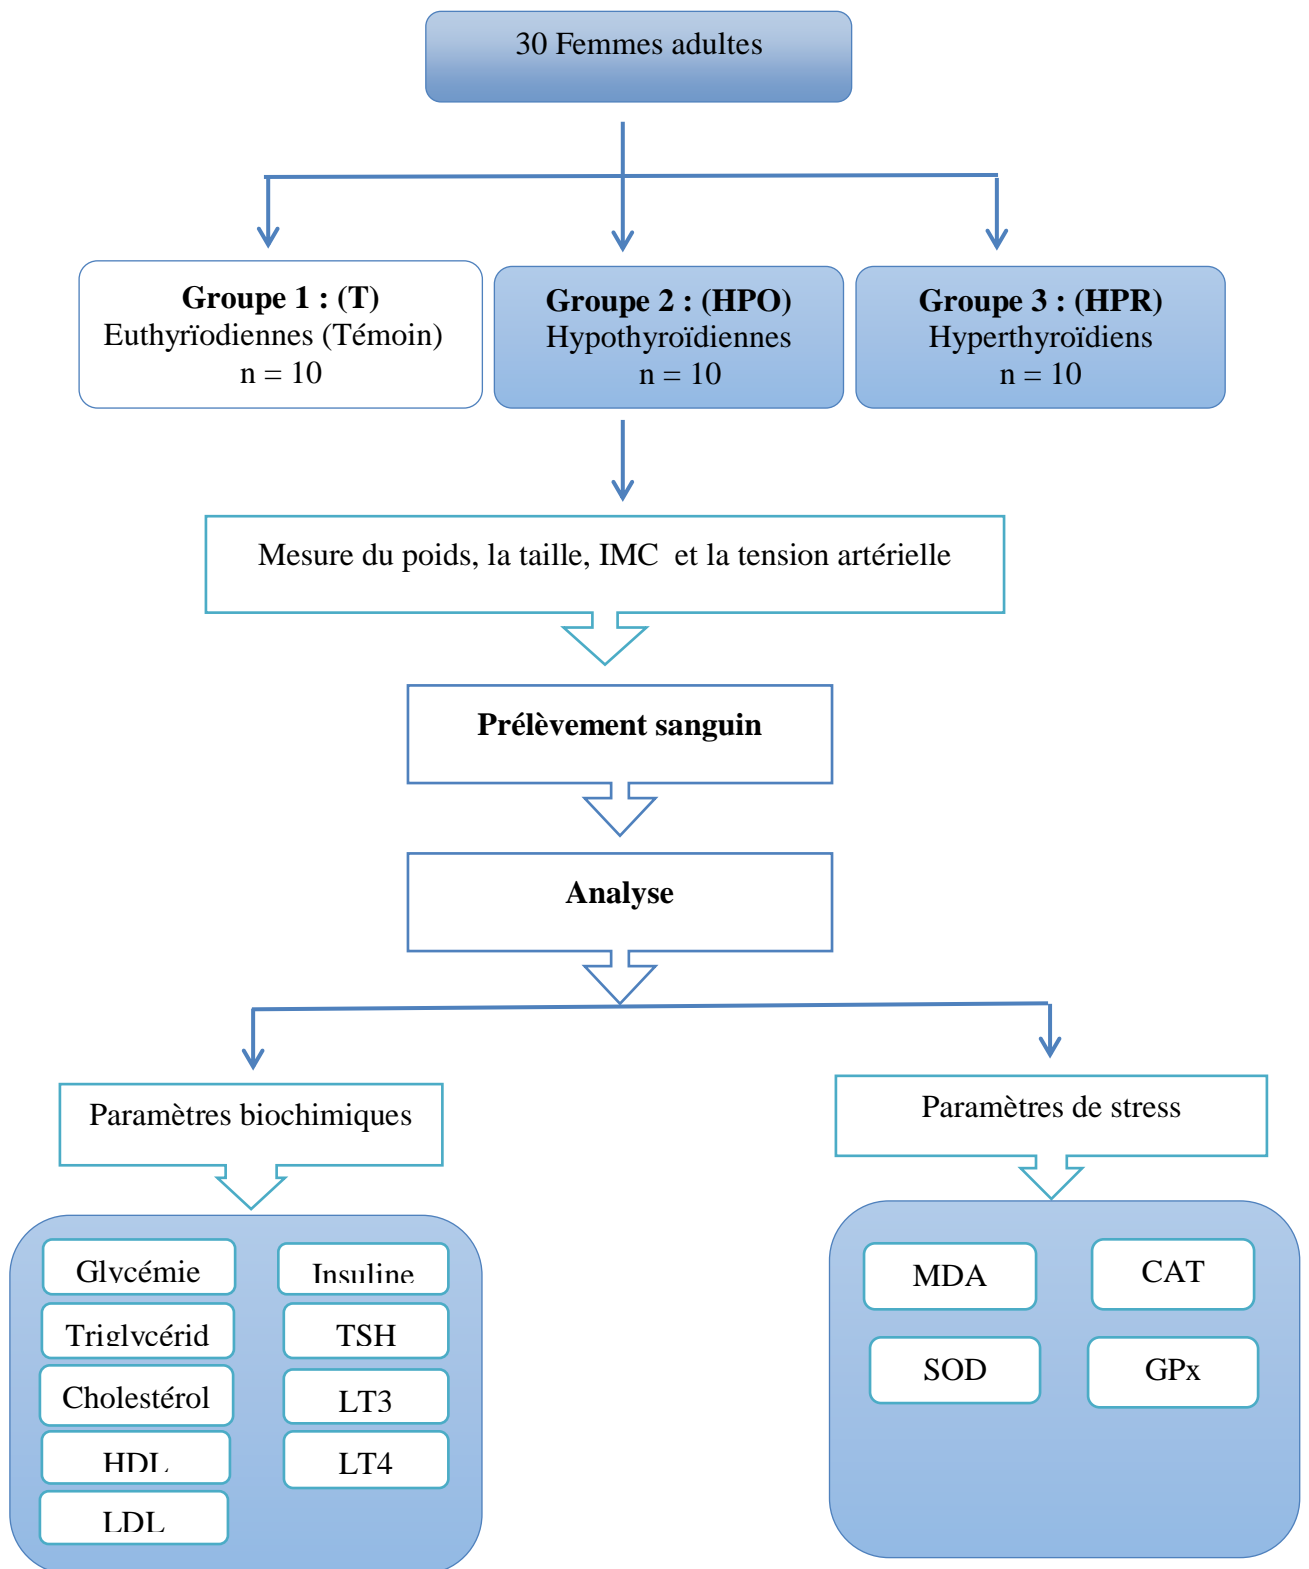 30 Femmes adultes
Groupe 1 : (T)
Euthyrïodiennes (Témoin)
n = 10
Groupe 2 : (HPO)
Hypothyroïdiennes
n = 10
Groupe 3 : (HPR)
Hyperthyroïdiens
n = 10
Mesure du poids, la taille, IMC et la tension artérielle
Prélèvement sanguin
Analyse
Paramètres biochimiques
Paramètres de stress
Glycémie
Insuline
Triglycérid
TSH
Cholestérol
LT3
HDL
LT4
LDL
MDA
CAT
SOD
GPx